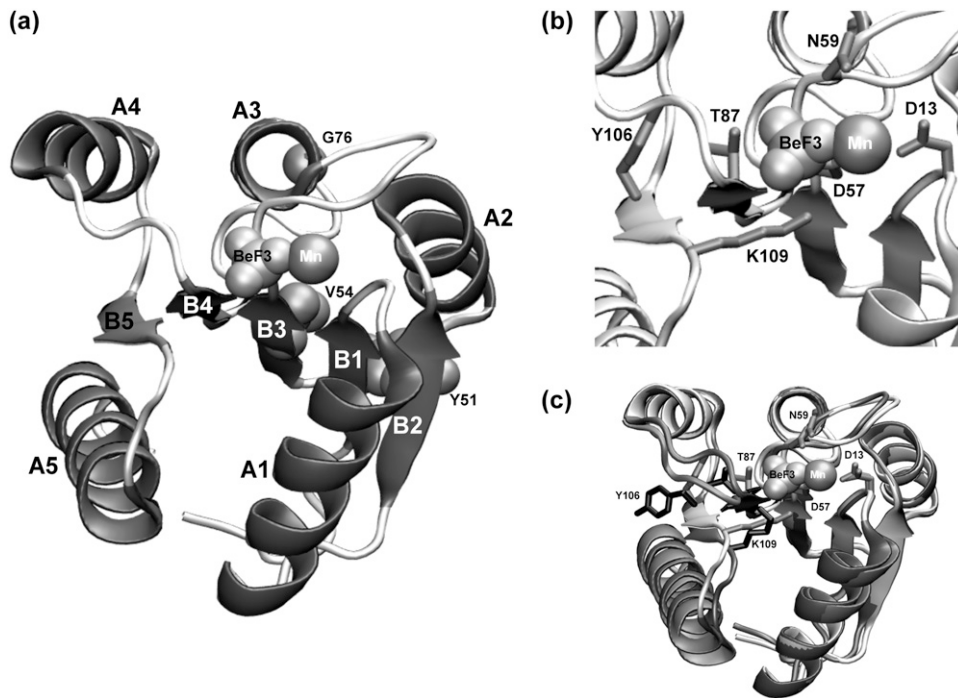 (a)
A4
A3
G76
A2
BeF3
Mn
V54
B4
B5
B3
B1
Y51
B2
A5
A1
(b)
N59
D13
T87
Y106
BeF3
Mn
D57
K109
(c)
N59
T87
D13
BeF3
Mn
Y106
D57
K109